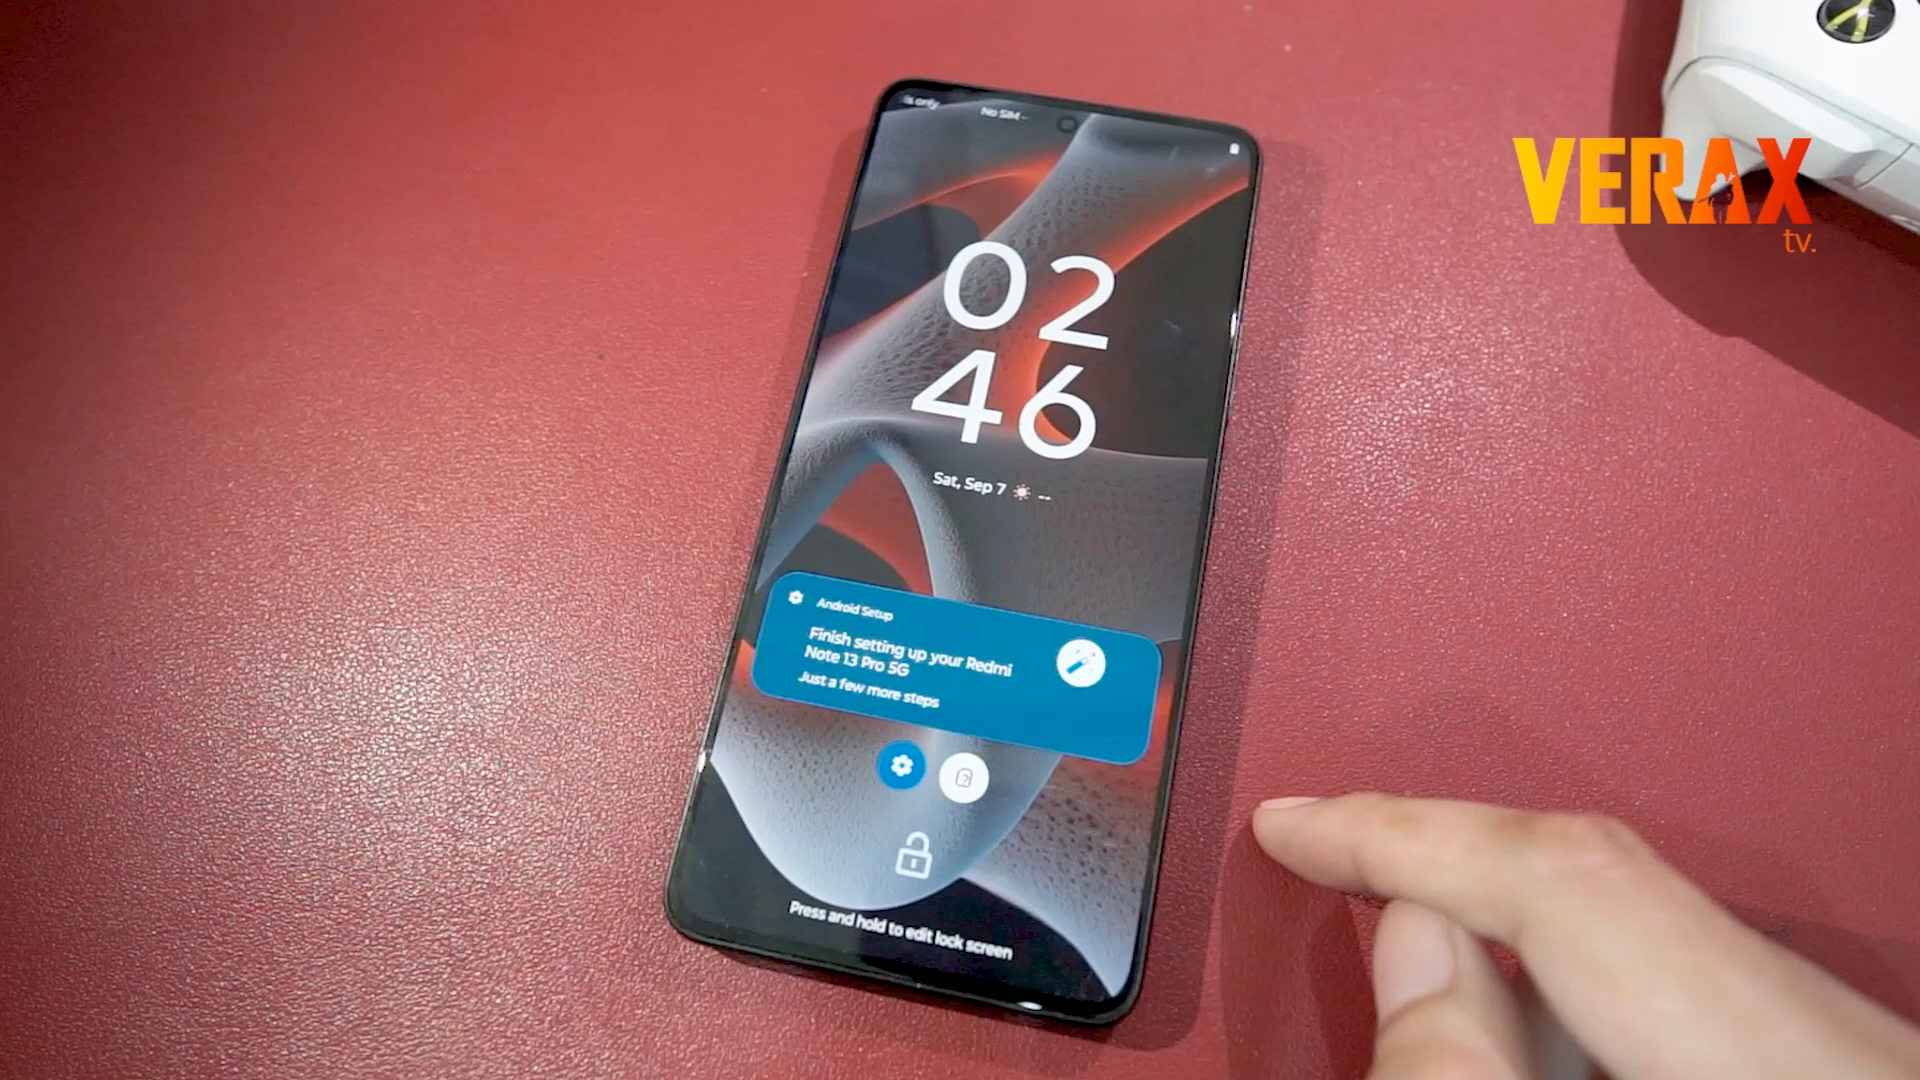 VERAX
tv.
No SIM
02
46
Sat, Sep 7 --
Android Setup
Finish setting up your Redmi
Note 13 Pro 5G
Just a few more steps
Press and hold to edit lock screen